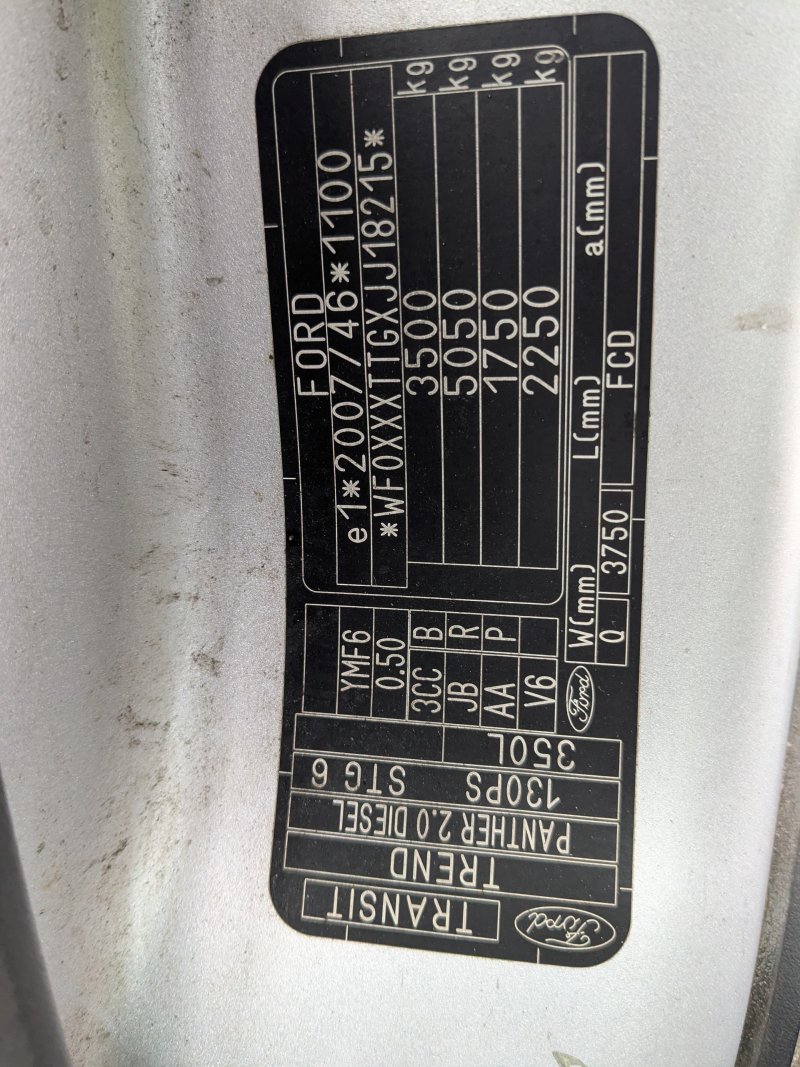 FORD
e1*2007/46*1100
*WF0XXXTTGXJJ18215*
3500 kg
5050 kg
1750 kg
2250 kg
YMF6
0.50
3CC B
JB R
AA P
V6
Ford W(mm) L(mm) a(mm)
Q 3750 FCD
TRANSIT
TREND
PANTHER 2.0 DIESEL
130PS STG 6
350L
Ford